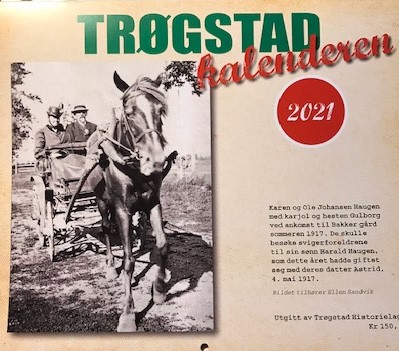 TRØGSTAD
kalenderen
2021
Karen og Ole Johansen Haugen
med karjol og hesten Gulborg
ved ankomst til Bakker gård
sommeren 1917. De skulle
besøke svigerforeldrene
til sin sønn Harald Haugen,
som dette året hadde giftet
seg med deres datter Astrid,
4. mai 1917.
Bildet tilhører Ellen Sandvik
Utgitt av Trøgstad Historielag
Kr 150,